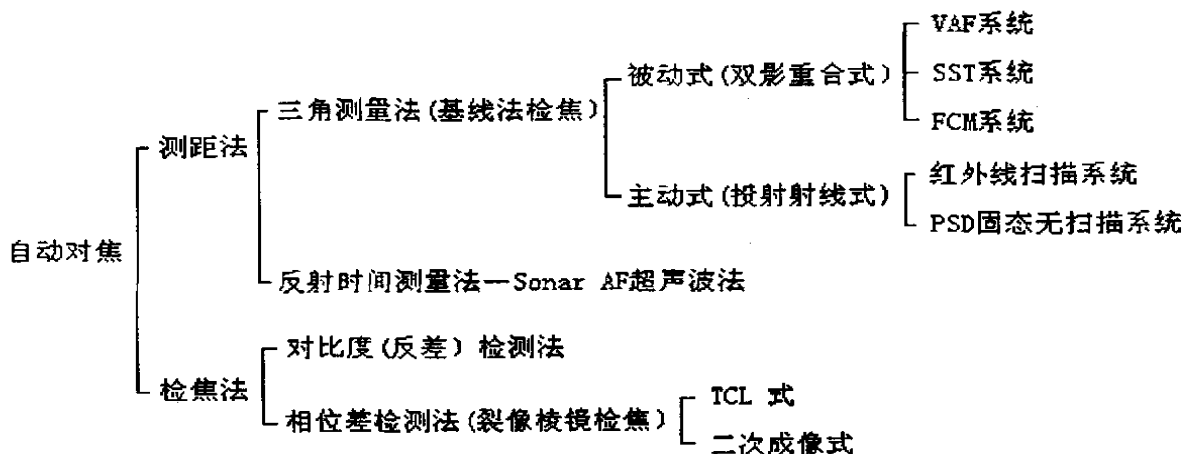 VAF系统
被动式(双影重合式)
SST系统
三角测量法(基线法检焦)
FCM系统
测距法
红外线扫描系统
主动式(投射射线式)
PSD固态无扫描系统
自动对焦
反射时间测量法—Sonar AF超声波法
对比度(反差)检测法
检焦法
TCL 式
相位差检测法(裂像棱镜检焦)
二次成像式